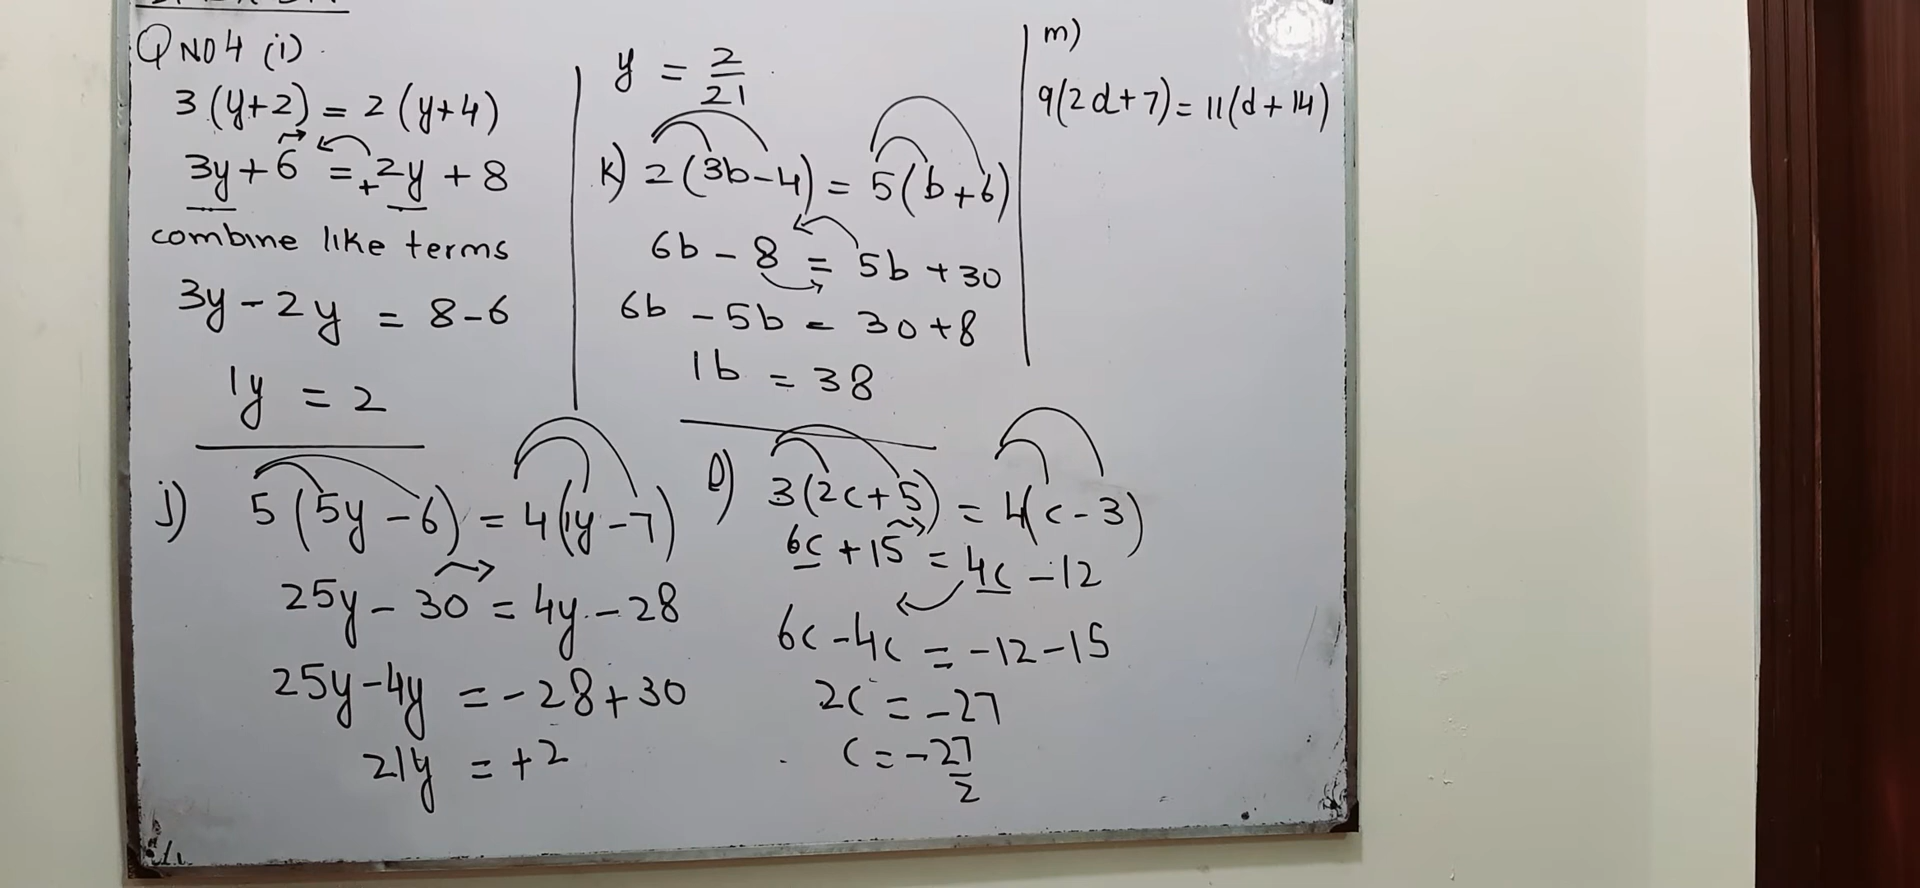 Q NO 4 (i)
3(y+2) = 2(y+4)
3y+6 = +2y + 8
combine like terms
3y - 2y = 8-6
1y = 2
j) 5(5y-6) = 4(1y-7)
25y - 30 = 4y - 28
25y-4y = -28+30
21y = +2
y = 2/21
k) 2(3b-4) = 5(b+6)
6b - 8 = 5b + 30
6b - 5b = 30+8
1b = 38
l) 3(2c+5) = 4(c-3)
6c + 15 = 4c - 12
6c - 4c = -12-15
2c = -27
c = -27/2
m)
9(2d+7) = 11(d+14)